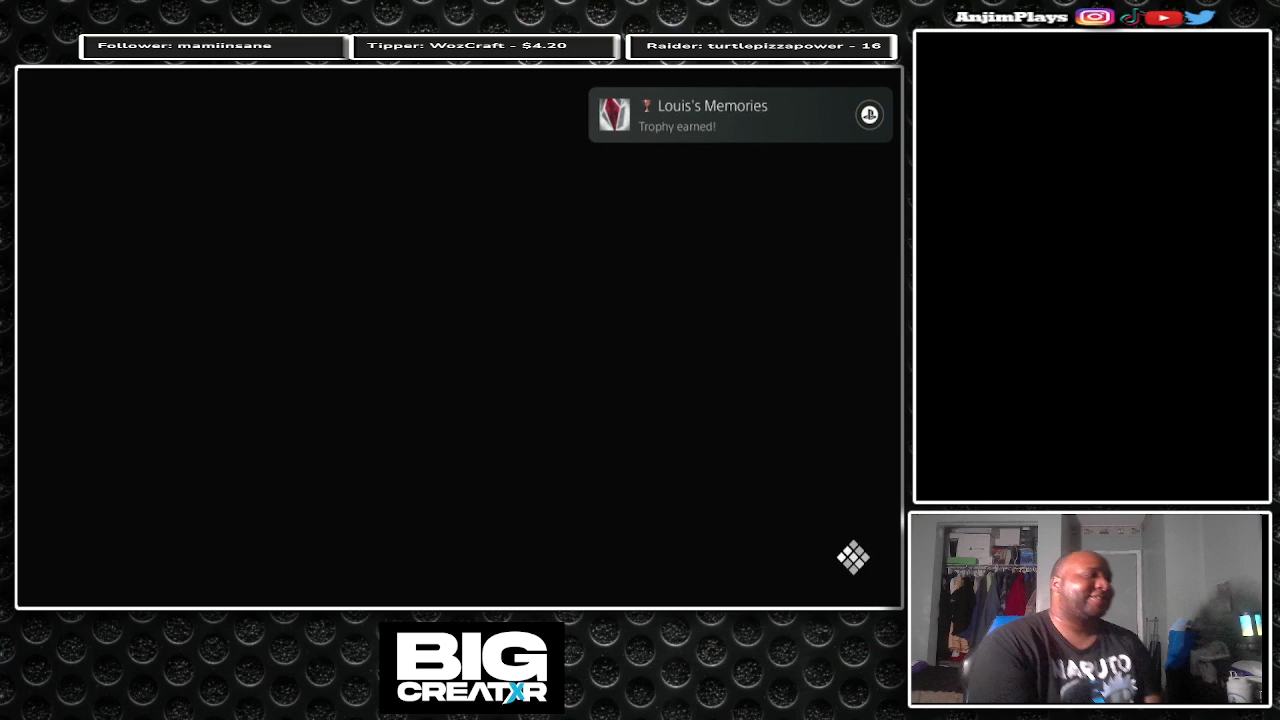 AnjimPlays
Follower: mamiinsane
Tipper: WozCraft - $4.20
Raider: turtlepizzapower - 16
Louis's Memories
Trophy earned!
BIG
CREATXR
NARUTO